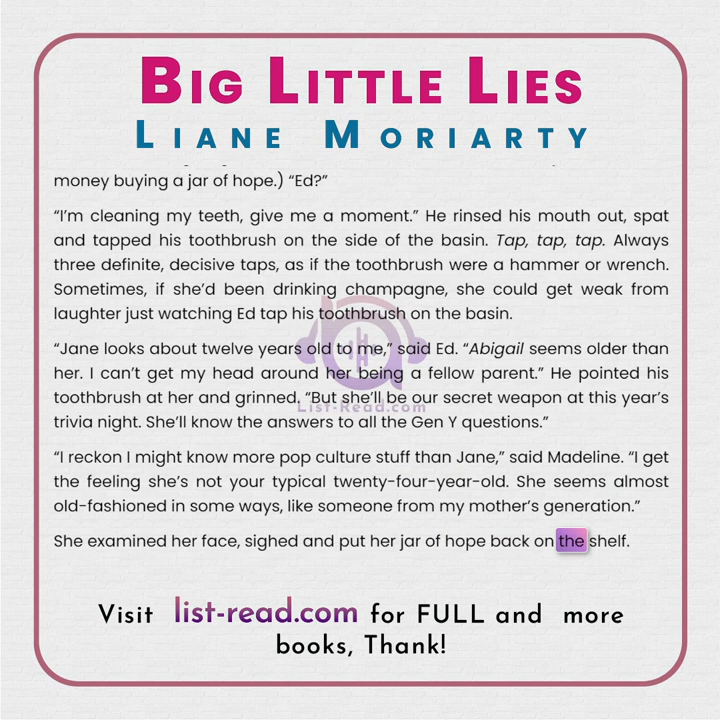 BIG LITTLE LIES
LIANE MORIARTY
money buying a jar of hope.) “Ed?”
“I’m cleaning my teeth, give me a moment.” He rinsed his mouth out, spat
and tapped his toothbrush on the side of the basin. Tap, tap, tap. Always
three definite, decisive taps, as if the toothbrush were a hammer or wrench.
Sometimes, if she’d been drinking champagne, she could get weak from
laughter just watching Ed tap his toothbrush on the basin.
“Jane looks about twelve years old to me,” said Ed. “Abigail seems older than
her. I can’t get my head around her being a fellow parent.” He pointed his
toothbrush at her and grinned. “But she’ll be our secret weapon at this year’s
List-Read.com
trivia night. She’ll know the answers to all the Gen Y questions.”
“I reckon I might know more pop culture stuff than Jane,” said Madeline. “I get
the feeling she’s not your typical twenty-four-year-old. She seems almost
old-fashioned in some ways, like someone from my mother’s generation.”
She examined her face, sighed and put her jar of hope back on the shelf.
Visit list-read.com for FULL and more
books, Thank!